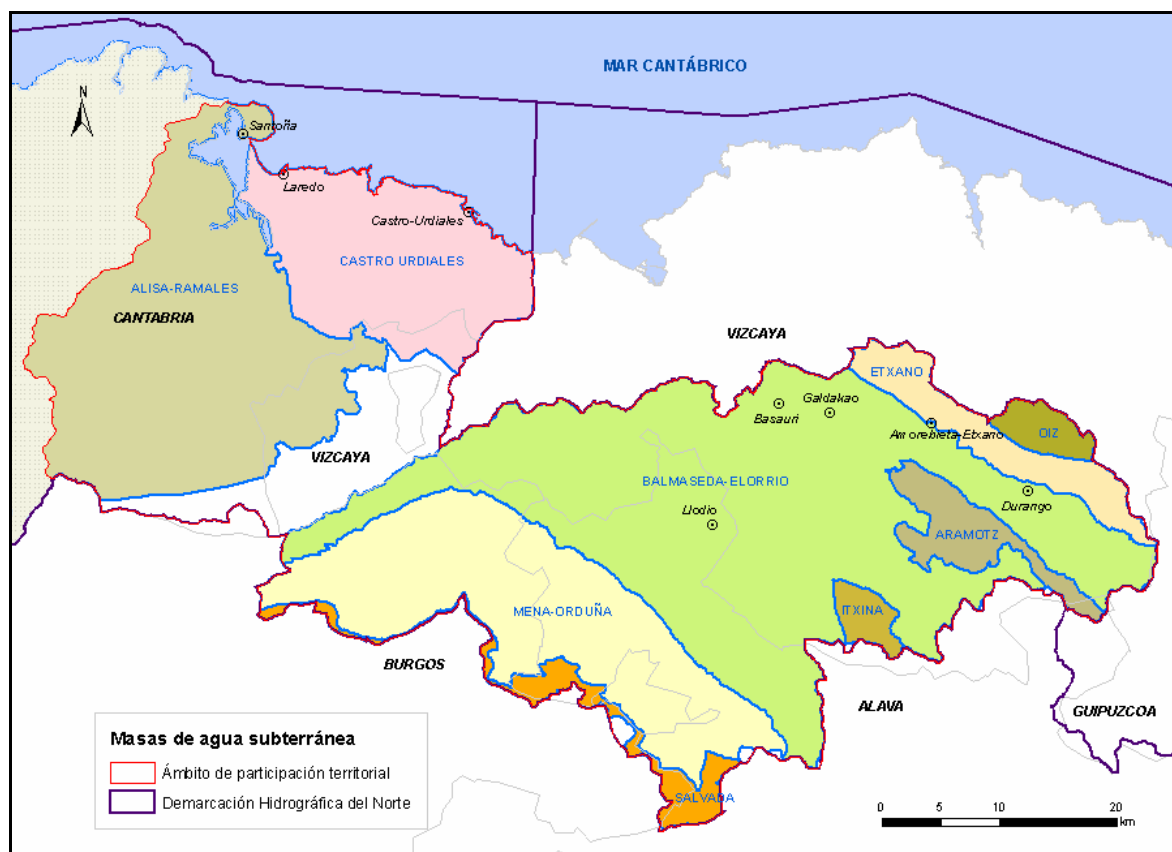 MAR CANTÁBRICO
N
Santoña
Laredo
Castro-Urdiales
CASTRO URDIALES
ALISA-RAMALES
CANTABRIA
VIZCAYA
ETXANO
Galdakao
Basauri
Amorebieta-Etxano
OIZ
VIZCAYA
BALMASEDA-ELORRIO
Durango
Llodio
ARAMOTZ
MENA-ORDUÑA
ITXINA
BURGOS
ALAVA
GUIPUZCOA
SALVADA
Masas de agua subterránea
Ámbito de participación territorial
Demarcación Hidrográfica del Norte
0 5 10 20
km